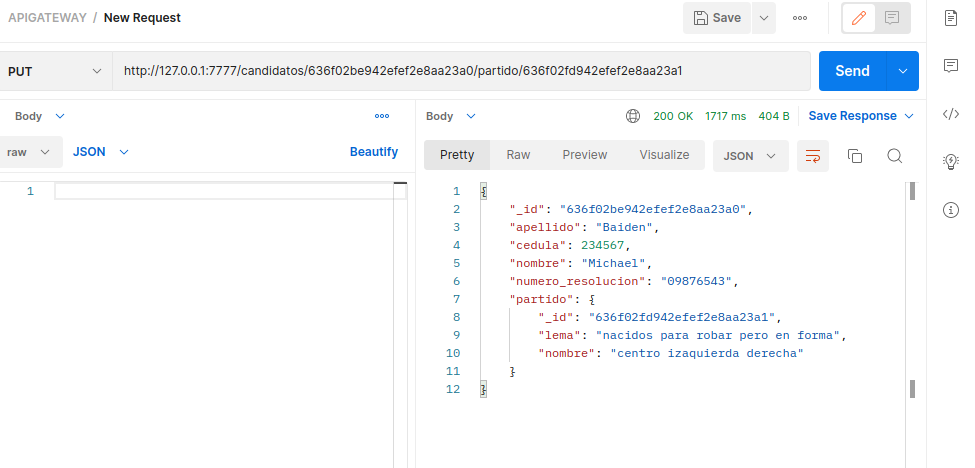 APIGATEWAY / New Request
Save
PUT
http://127.0.0.1:7777/candidatos/636f02be942efef2e8aa23a0/partido/636f02fd942efef2e8aa23a1
Send
Body
raw
JSON
Beautify
1
Body
200 OK 1717 ms 404 B Save Response
Pretty Raw Preview Visualize JSON
1 {
2 "_id": "636f02be942efef2e8aa23a0",
3 "apellido": "Baiden",
4 "cedula": 234567,
5 "nombre": "Michael",
6 "numero_resolucion": "09876543",
7 "partido": {
8 "_id": "636f02fd942efef2e8aa23a1",
9 "lema": "nacidos para robar pero en forma",
10 "nombre": "centro izaquierda derecha"
11 }
12 }